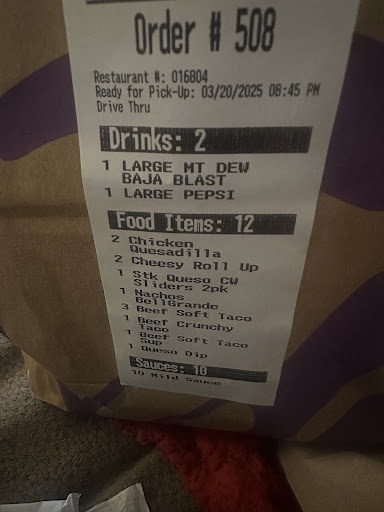 Order # 508
Restaurant #: 016804
Ready for Pick-Up: 03/20/2025 08:45 PM
Drive Thru
Drinks: 2
1 LARGE MT DEW
BAJA BLAST
1 LARGE PEPSI
Food Items: 12
2 Chicken
Quesadilla
2 Cheesy Roll Up
1 Stk Queso CW
Sliders 2pk
1 Nachos
BellGrande
3 Beef Soft Taco
1 Beef Crunchy
Taco
1 Beef Soft Taco
Sup
1 Queso Dip
Sauces: 10
10 Mild Sauce